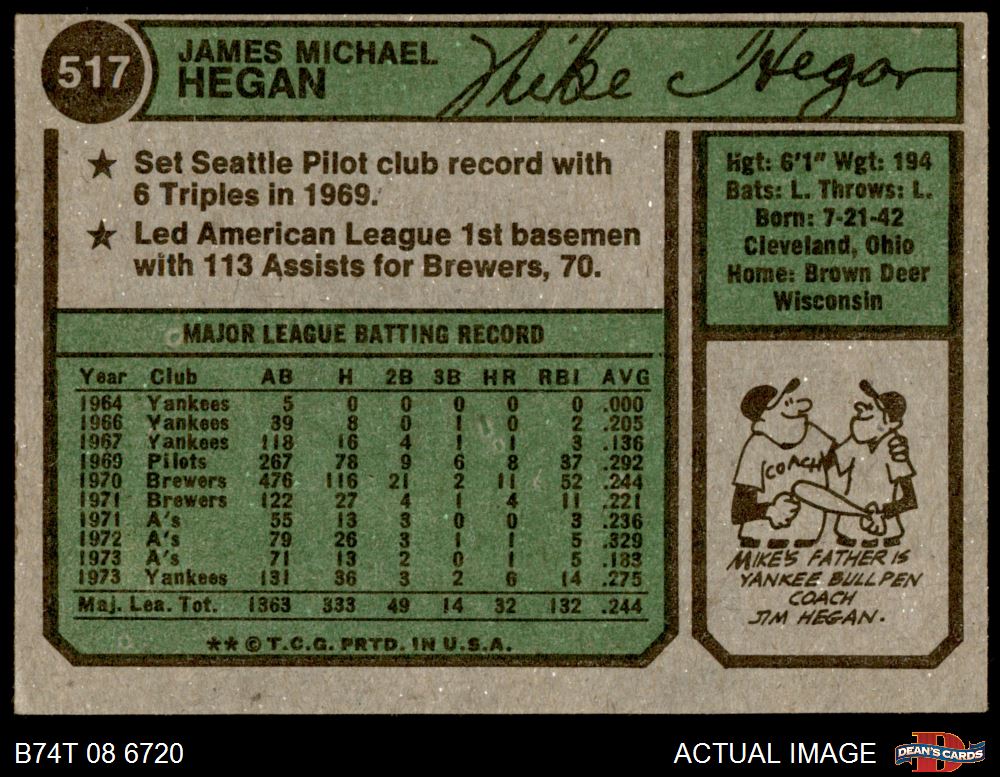 517
JAMES MICHAEL
HEGAN
Mike Hegan
★ Set Seattle Pilot club record with
6 Triples in 1969.
★ Led American League 1st basemen
with 113 Assists for Brewers, 70.
Hgt: 6'1" Wgt: 194
Bats: L. Throws: L.
Born: 7-21-42
Cleveland, Ohio
Home: Brown Deer
Wisconsin
MAJOR LEAGUE BATTING RECORD
Year Club AB H 2B 3B HR RBI AVG
1964 Yankees 5 0 0 0 0 0 .000
1966 Yankees 39 8 0 1 0 2 .205
1967 Yankees 118 16 4 1 1 3 .136
1969 Pilots 267 78 9 6 8 37 .292
1970 Brewers 476 116 21 2 11 52 .244
1971 Brewers 122 27 4 1 4 11 .221
1971 A's 55 13 3 0 0 3 .236
1972 A's 79 26 3 1 1 5 .329
1973 A's 71 13 2 0 1 5 .183
1973 Yankees 131 36 3 2 6 14 .275
Maj. Lea. Tot. 1363 333 49 14 32 132 .244
** © T.C.G. PRTD. IN U.S.A.
COACH
MIKE'S FATHER IS
YANKEE BULLPEN
COACH
JIM HEGAN.
B74T 08 6720
ACTUAL IMAGE
D
DEAN'S CARDS